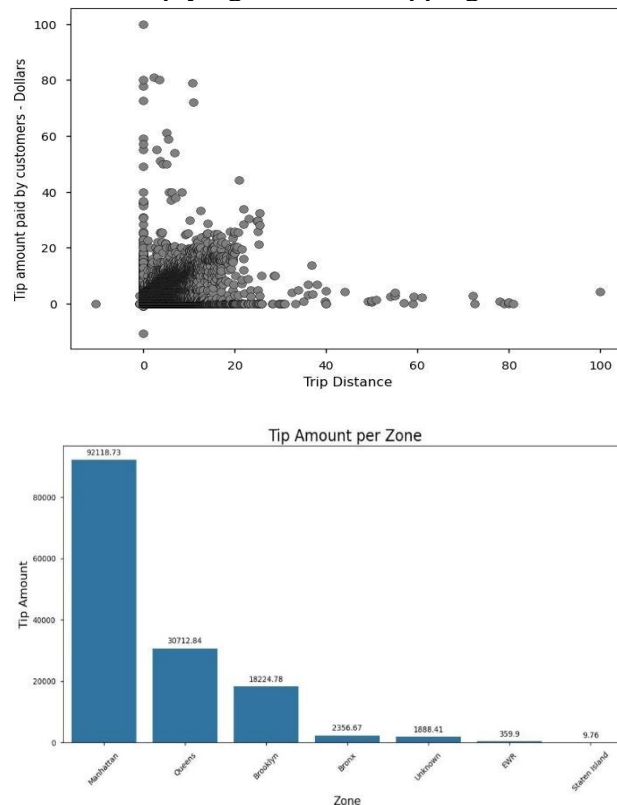 100
80
60
40
20
0
Tip amount paid by customers - Dollars
0 20 40 60 80 100
Trip Distance
Tip Amount per Zone
92118.73
80000
60000
40000
20000
0
Tip Amount
30712.84
18224.78
2356.67
1888.41
359.9
9.76
Manhattan Queens Brooklyn Bronx Unknown EWR Staten Island
Zone